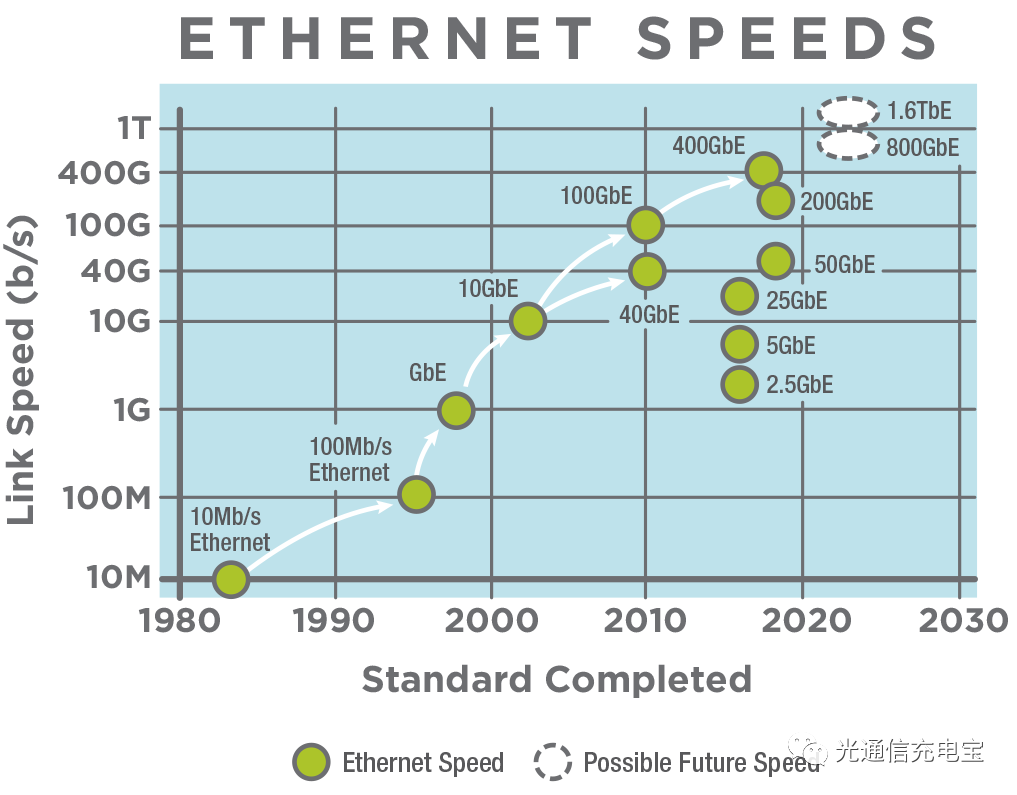 ETHERNET SPEEDS
1T
400G
100G
40G
10G
1G
100M
10M
Link Speed (b/s)
1.6TbE
800GbE
400GbE
200GbE
100GbE
50GbE
10GbE
25GbE
40GbE
5GbE
GbE
2.5GbE
100Mb/s
Ethernet
10Mb/s
Ethernet
1980 1990 2000 2010 2020 2030
Standard Completed
Ethernet Speed
Possible Future Speed
光通信充电宝